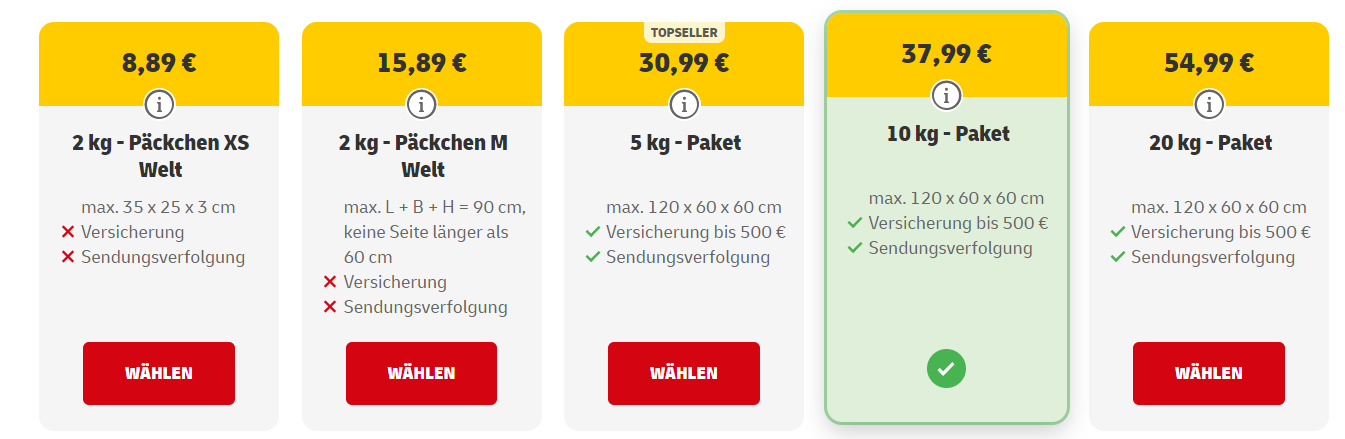 8,89 €
i
2 kg - Päckchen XS
Welt
max. 35 x 25 x 3 cm
Versicherung
Sendungsverfolgung
WÄHLEN
15,89 €
i
2 kg - Päckchen M
Welt
max. L + B + H = 90 cm,
keine Seite länger als
60 cm
Versicherung
Sendungsverfolgung
WÄHLEN
TOPSELLER
30,99 €
i
5 kg - Paket
max. 120 x 60 x 60 cm
Versicherung bis 500 €
Sendungsverfolgung
WÄHLEN
37,99 €
i
10 kg - Paket
max. 120 x 60 x 60 cm
Versicherung bis 500 €
Sendungsverfolgung
54,99 €
i
20 kg - Paket
max. 120 x 60 x 60 cm
Versicherung bis 500 €
Sendungsverfolgung
WÄHLEN